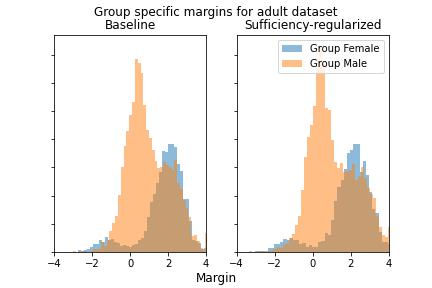 Group specific margins for adult dataset
Baseline
Sufficiency-regularized
Group Female
Group Male
−4 −2 0 2 4
−4 −2 0 2 4
Margin